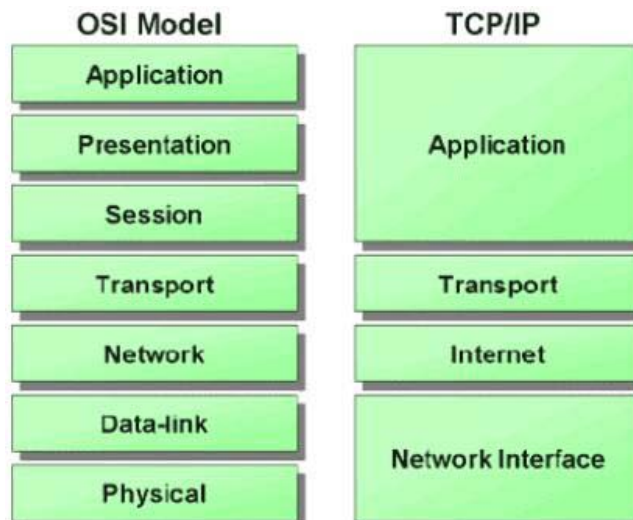 OSI Model
Application
Presentation
Session
Transport
Network
Data-link
Physical
TCP/IP
Application
Transport
Internet
Network Interface